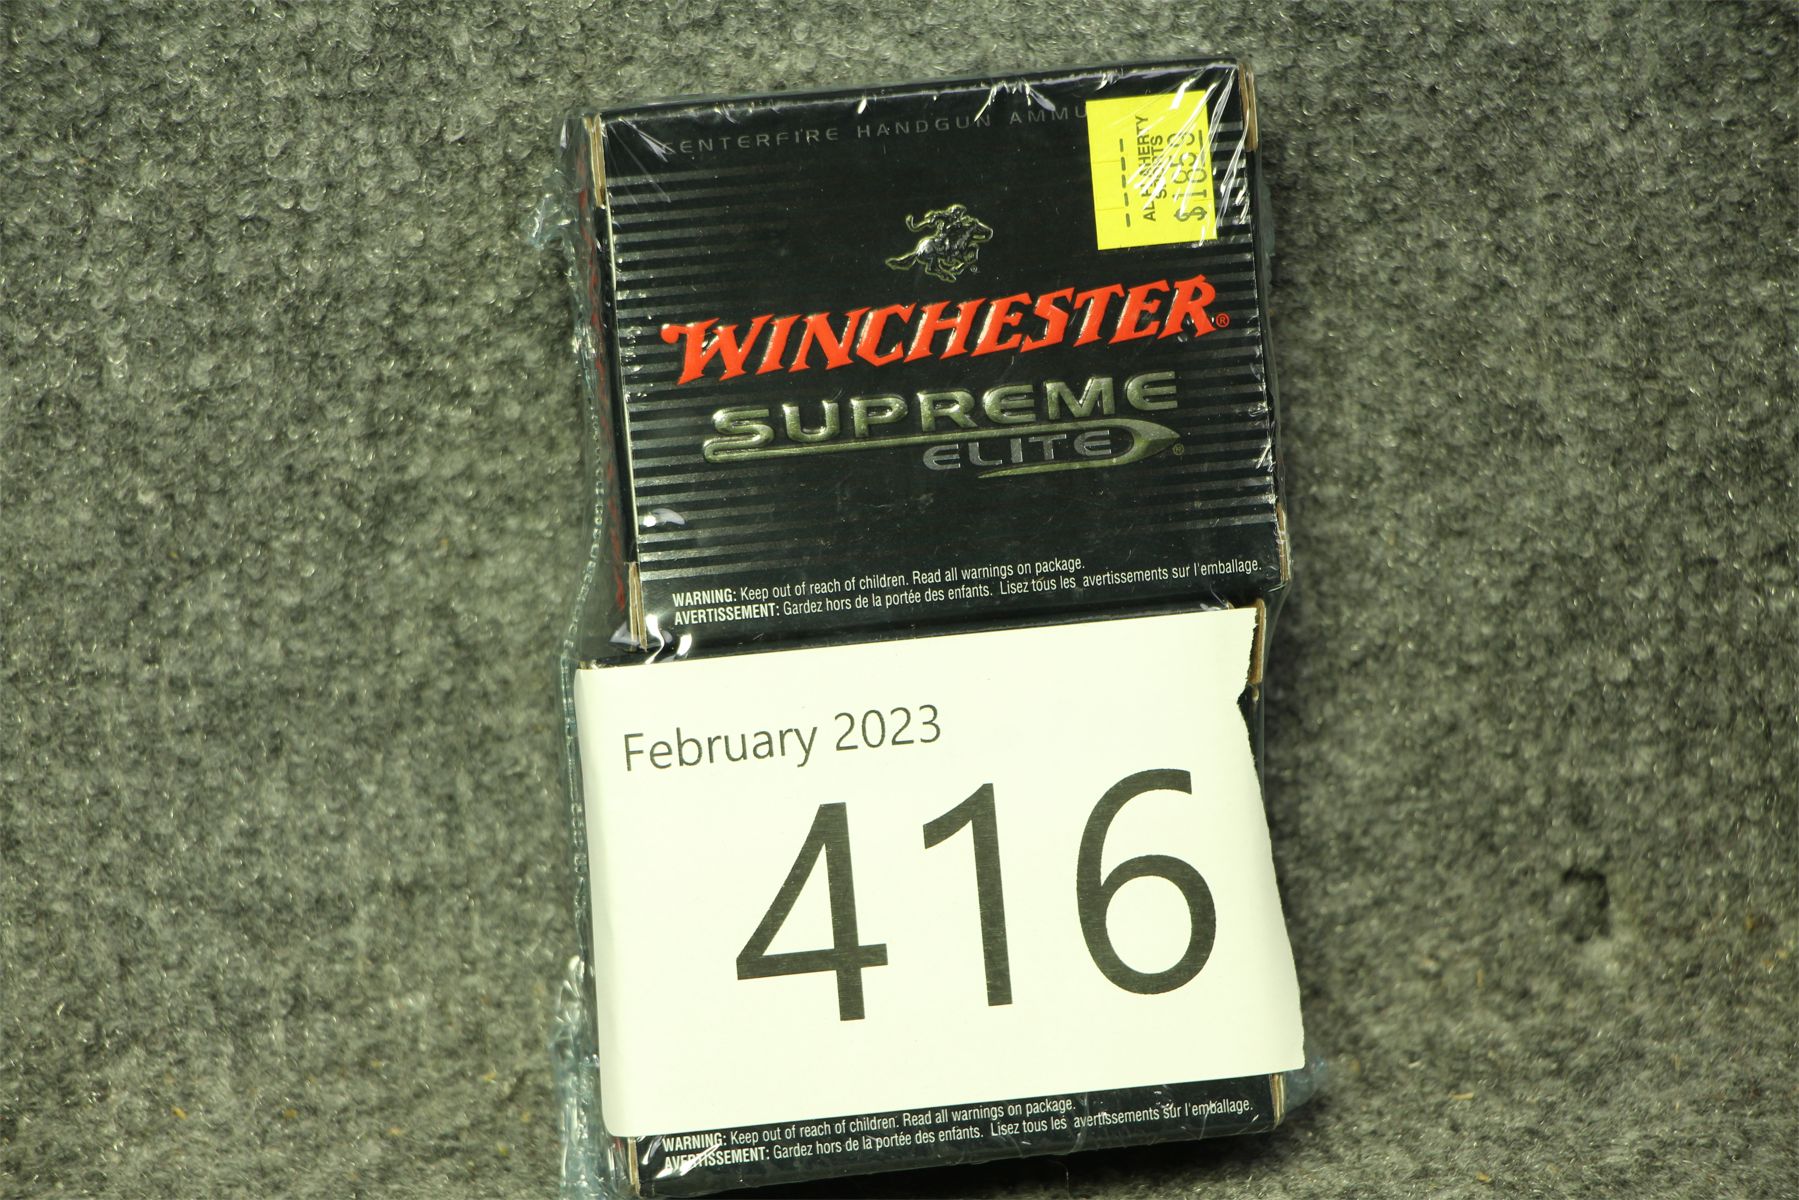 CENTERFIRE HANDGUN
WINCHESTER®
SUPREME
ELITE®
WARNING: Keep out of reach of children. Read all warnings on package.
AVERTISSEMENT: Gardez hors de la portée des enfants. Lisez tous les avertissements sur l'emballage.
February 2023
416
WARNING: Keep out of reach of children. Read all warnings on package.
AVERTISSEMENT: Gardez hors de la portée des enfants. Lisez tous les avertissements sur l'emballage.